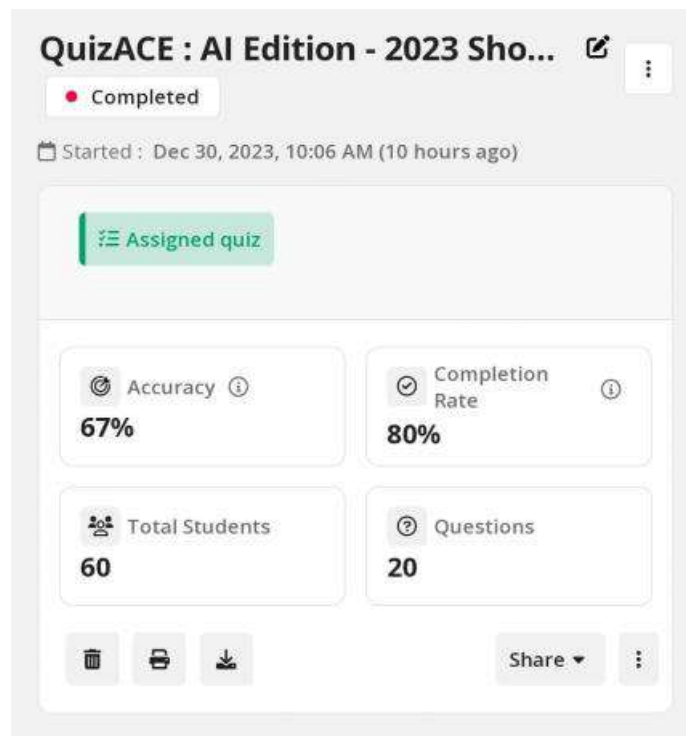 QuizACE : AI Edition - 2023 Sho...
Completed
Started : Dec 30, 2023, 10:06 AM (10 hours ago)
Assigned quiz
Accuracy
67%
Completion
Rate
80%
Total Students
60
Questions
20
Share